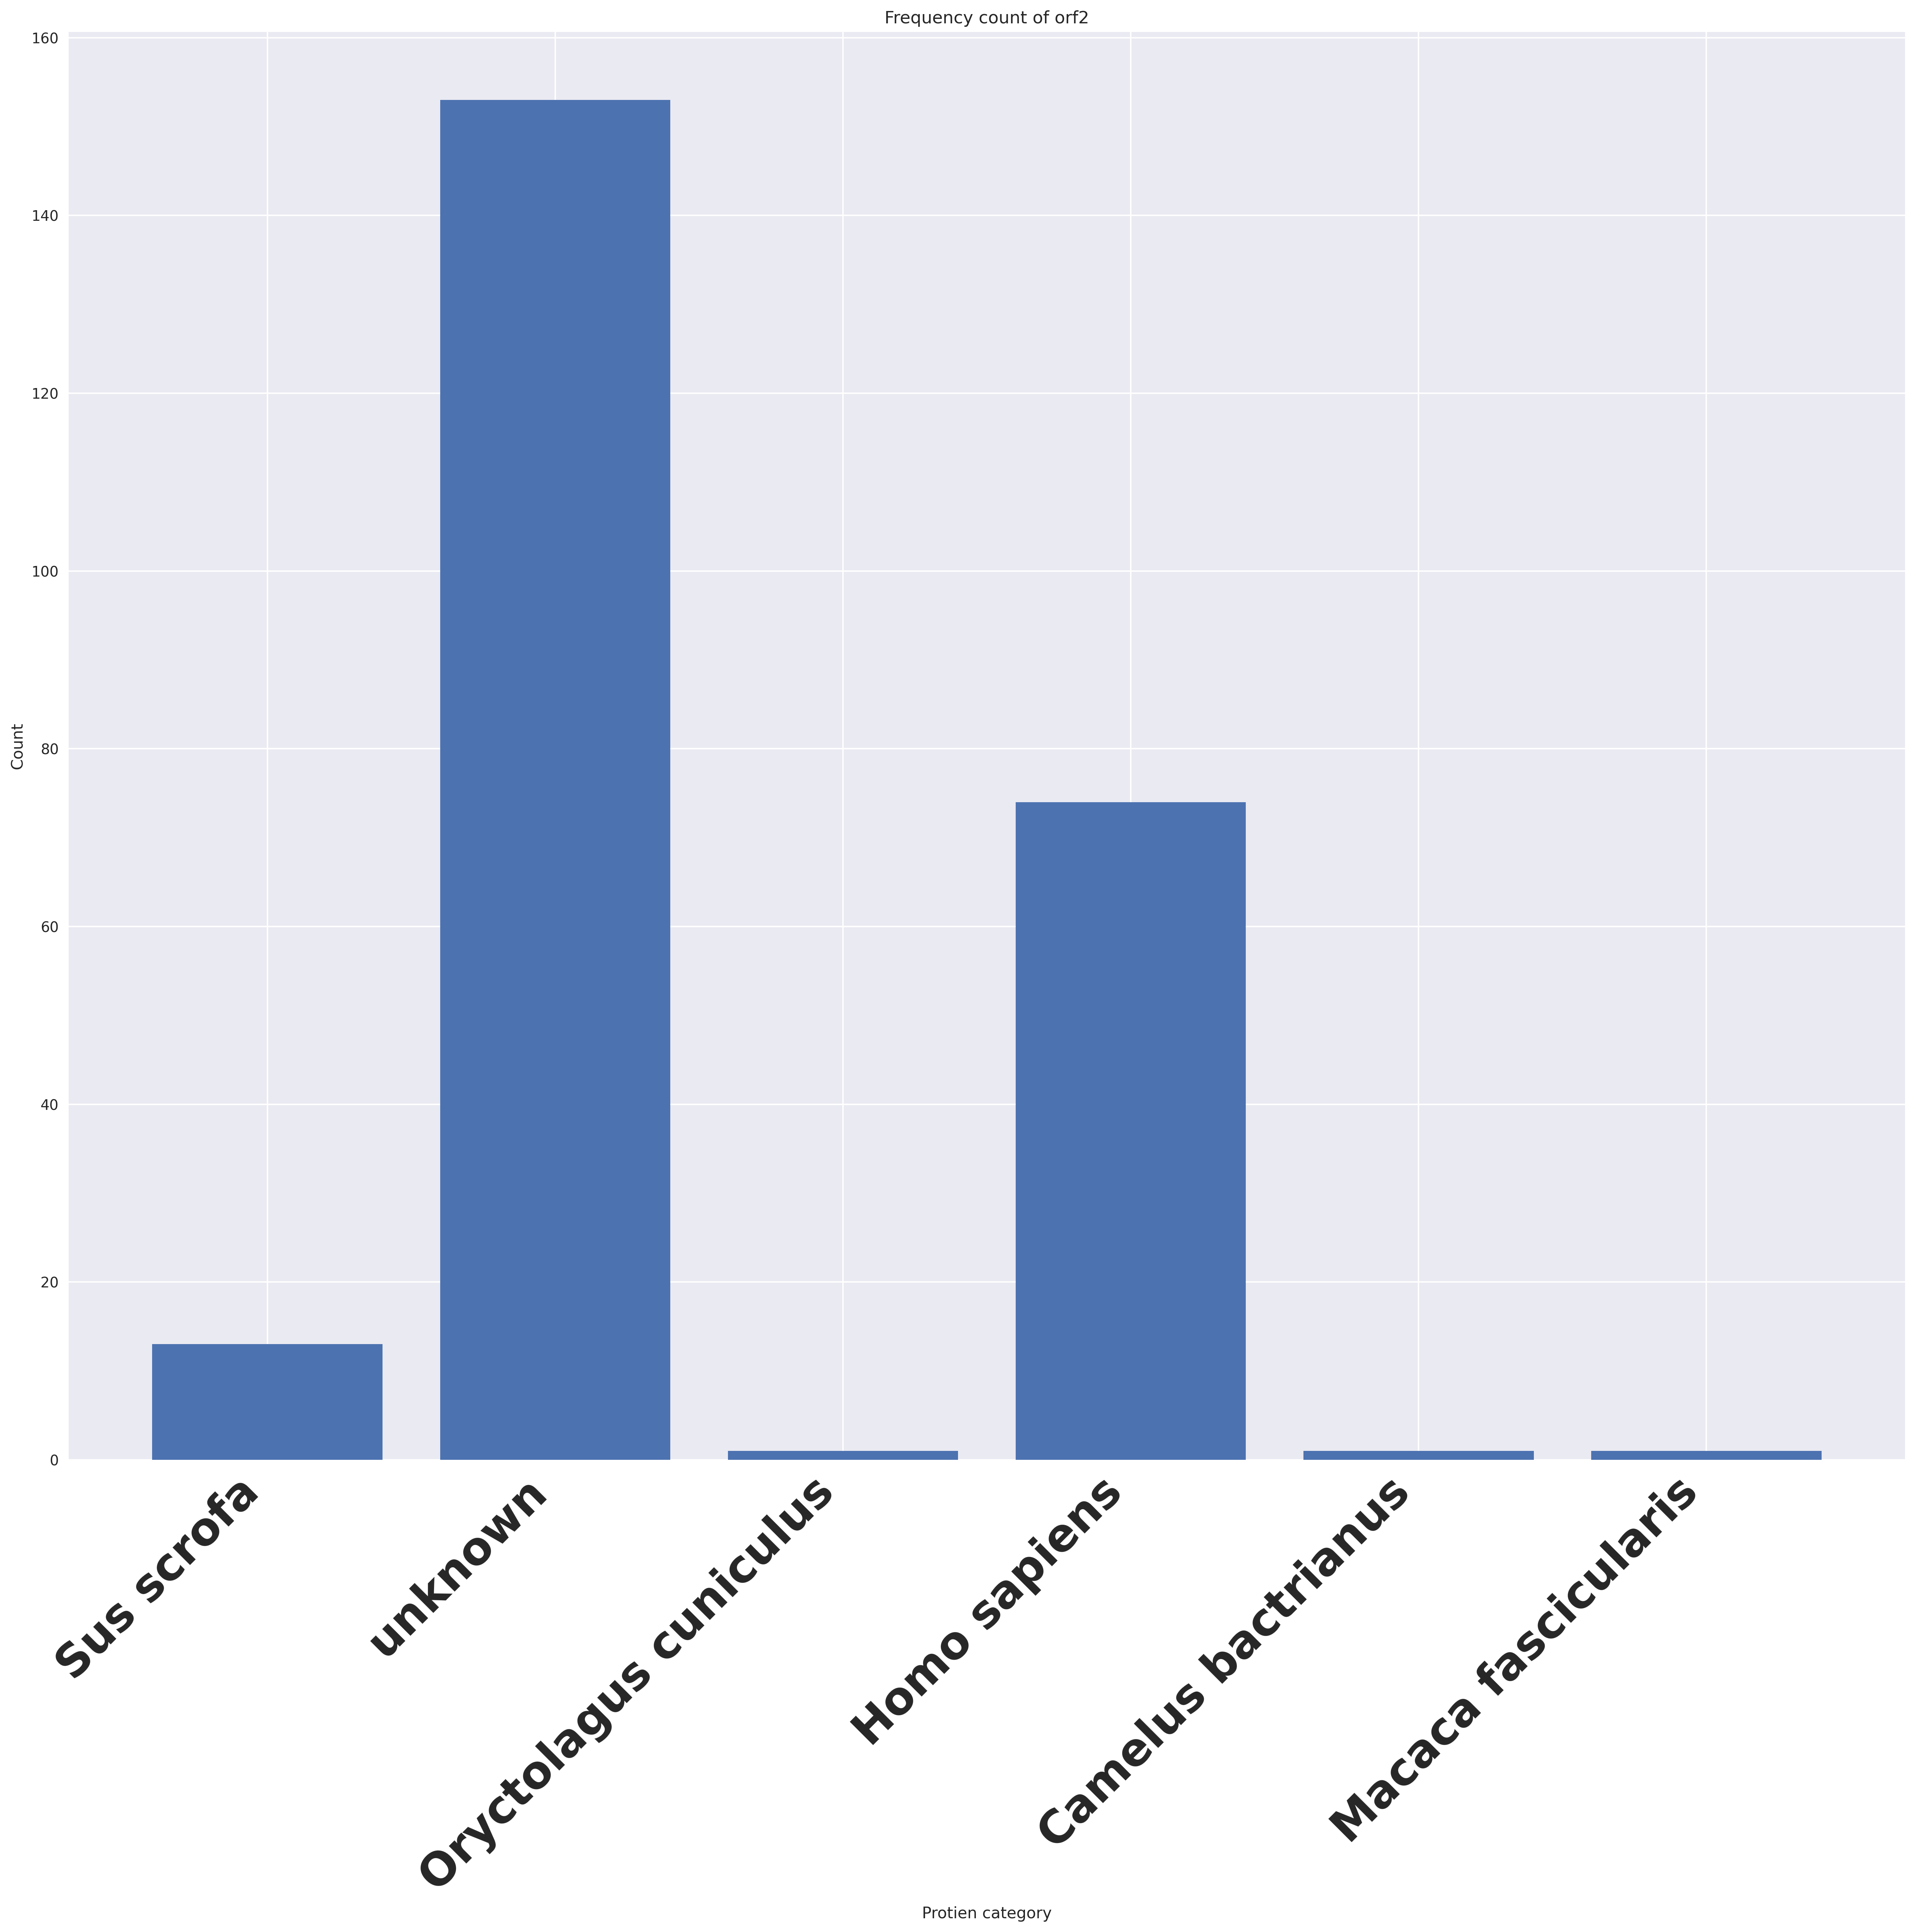 Frequency count of orf2
160
140
120
100
80
60
40
20
0
Count
Sus scrofa
unknown
Oryctolagus cuniculus
Homo sapiens
Camelus bactrianus
Macaca fascicularis
Protien category